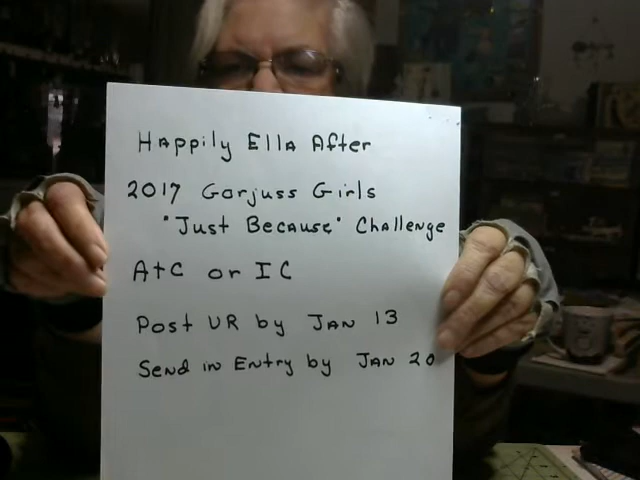 Happily Ella After
2017 Gorjuss Girls
"Just Because" Challenge
AtC or IC
Post UR by Jan 13
Send in Entry by Jan 20